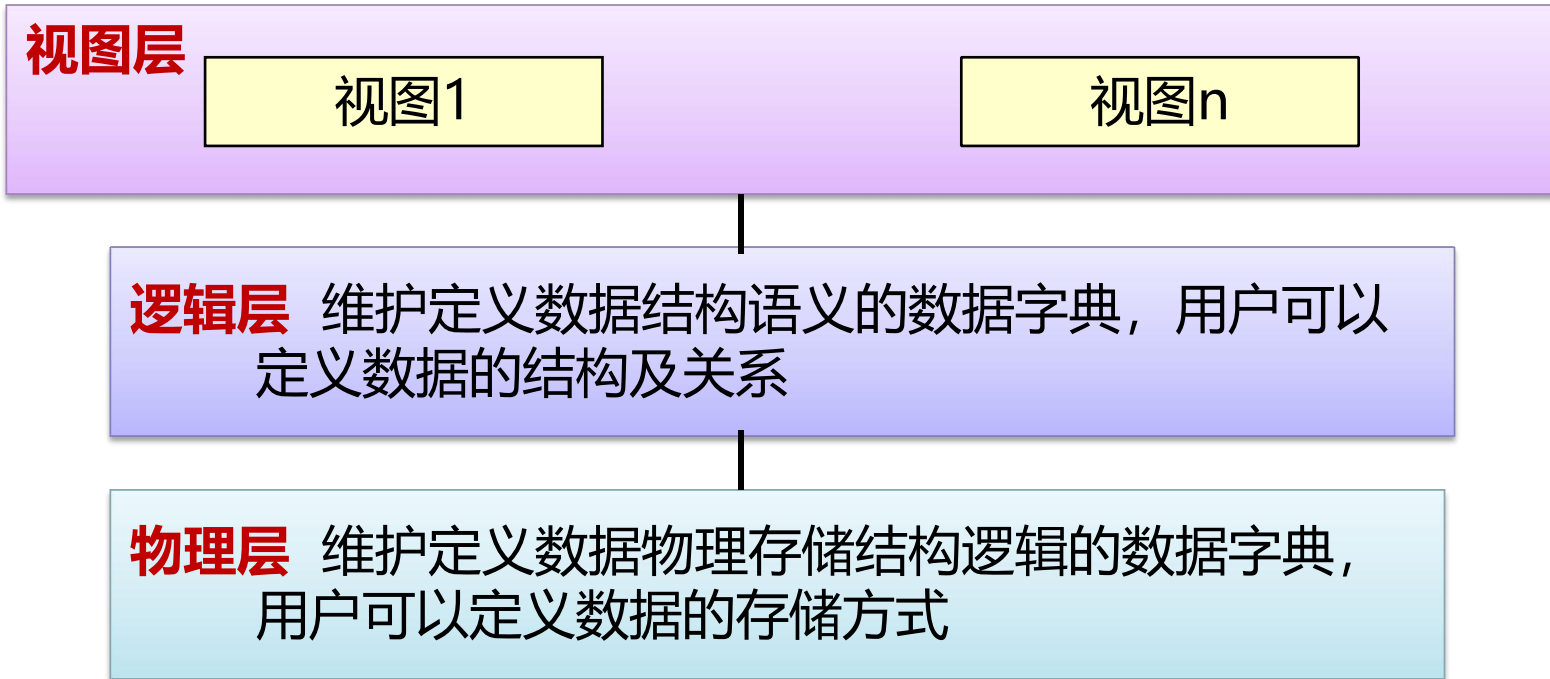 视图层
视图1
视图n
逻辑层 维护定义数据结构语义的数据字典，用户可以
定义数据的结构及关系
物理层 维护定义数据物理存储结构逻辑的数据字典，
用户可以定义数据的存储方式